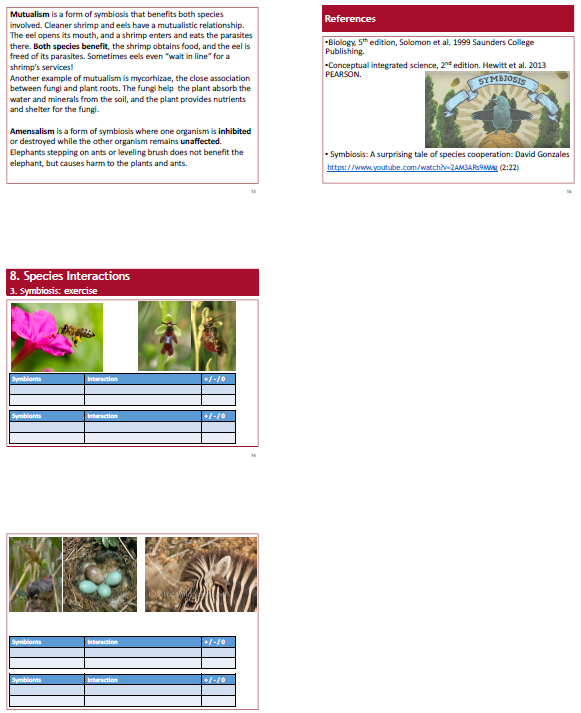 Mutualism is a form of symbiosis that benefits both species
involved. Cleaner shrimp and eels have a mutualistic relationship.
The eel opens its mouth, and a shrimp enters and eats the parasites
there. Both species benefit, the shrimp obtains food, and the eel is
freed of its parasites. Sometimes eels even "wait in line" for a
shrimp's services!
Another example of mutualism is mycorhizae, the close association
between fungi and plant roots. The fungi help the plant absorb the
water and minerals from the soil, and the plant provides nutrients
and shelter for the fungi.
Amensalism is a form of symbiosis where one organism is inhibited
or destroyed while the other organism remains unaffected.
Elephants stepping on ants or leveling brush does not benefit the
elephant, but causes harm to the plants and ants.
13
References
•Biology, 5th edition, Solomon et al. 1999 Saunders College
Publishing.
•Conceptual integrated science, 2nd edition. Hewitt et al. 2013
PEARSON.
SYMBIOSIS
• Symbiosis: A surprising tale of species cooperation: David Gonzales
https://www.youtube.com/watch?v=2AM3ARs9MMg (2:22)
16
8. Species Interactions
3. Symbiosis: exercise
Symbionts Interaction + / - / 0
Symbionts Interaction + / - / 0
14
Symbionts Interaction + / - / 0
Symbionts Interaction + / - / 0